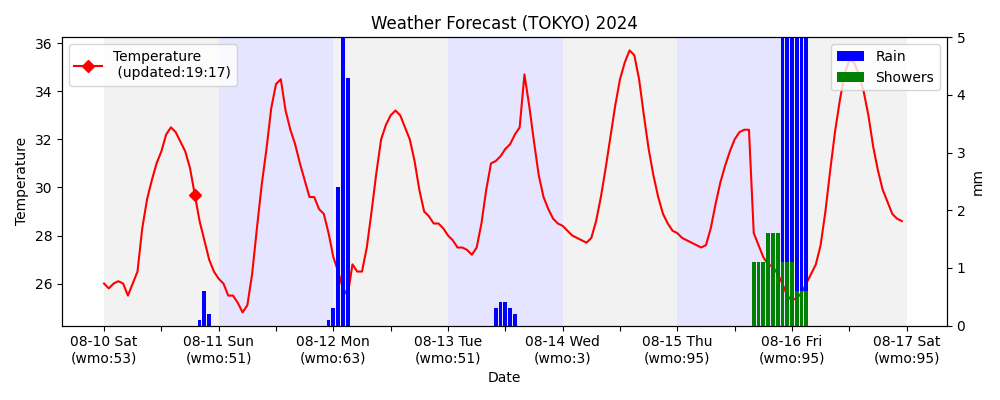 Weather Forecast (TOKYO) 2024
Temperature
(updated:19:17)
Rain
Showers
Temperature
36
34
32
30
28
26
mm
5
4
3
2
1
0
08-10 Sat
(wmo:53)
08-11 Sun
(wmo:51)
08-12 Mon
(wmo:63)
08-13 Tue
(wmo:51)
08-14 Wed
(wmo:3)
08-15 Thu
(wmo:95)
08-16 Fri
(wmo:95)
08-17 Sat
(wmo:95)
Date